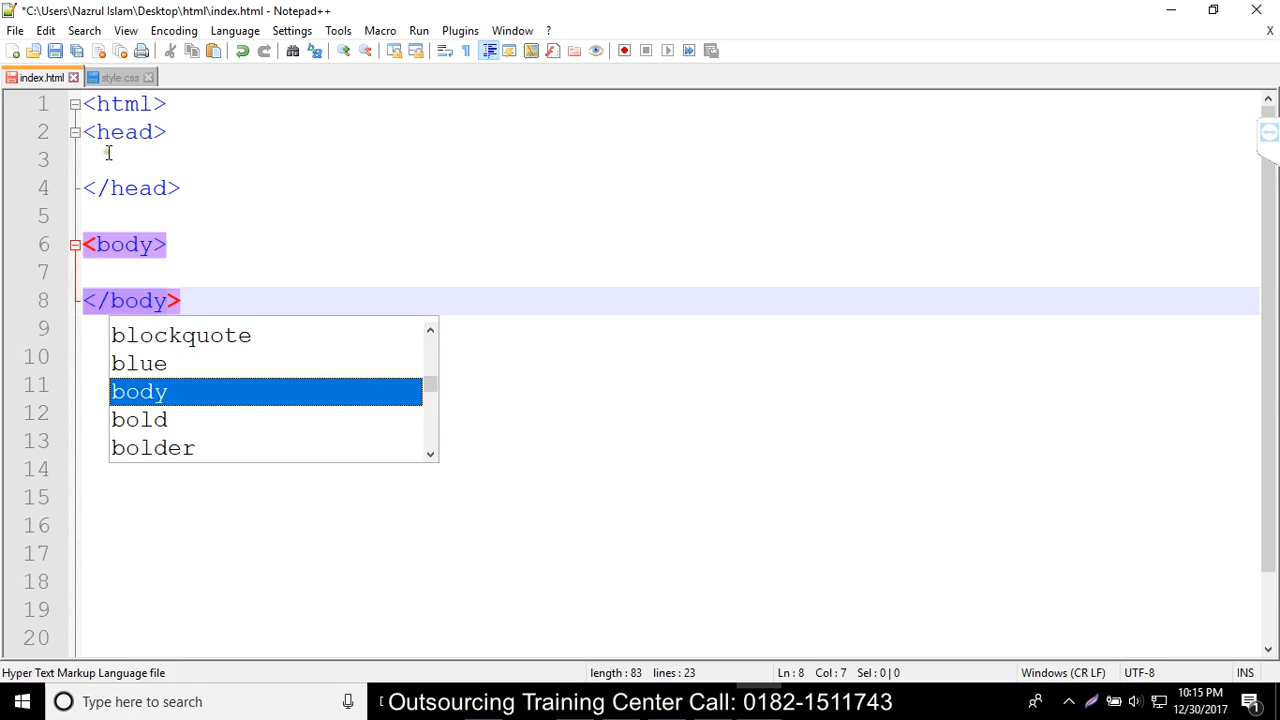 *C:\Users\Nazrul Islam\Desktop\html\index.html - Notepad++
File Edit Search View Encoding Language Settings Tools Macro Run Plugins Window ? X
index.html style.css
1 <html>
2 <head>
3
4 </head>
5
6 <body>
7
8 </body>
9 blockquote
10 blue
11 body
12 bold
13 bolder
14
15
16
17
18
19
20
Hyper Text Markup Language file length : 83 lines : 23 Ln : 8 Col : 7 Sel : 0 | 0 Windows (CR LF) UTF-8 INS
Type here to search [ Outsourcing Training Center Call: 0182-1511743 10:15 PM
12/30/2017 1